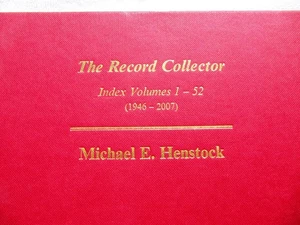 The Record Collector
Index Volumes 1 – 52
(1946 – 2007)
Michael E. Henstock